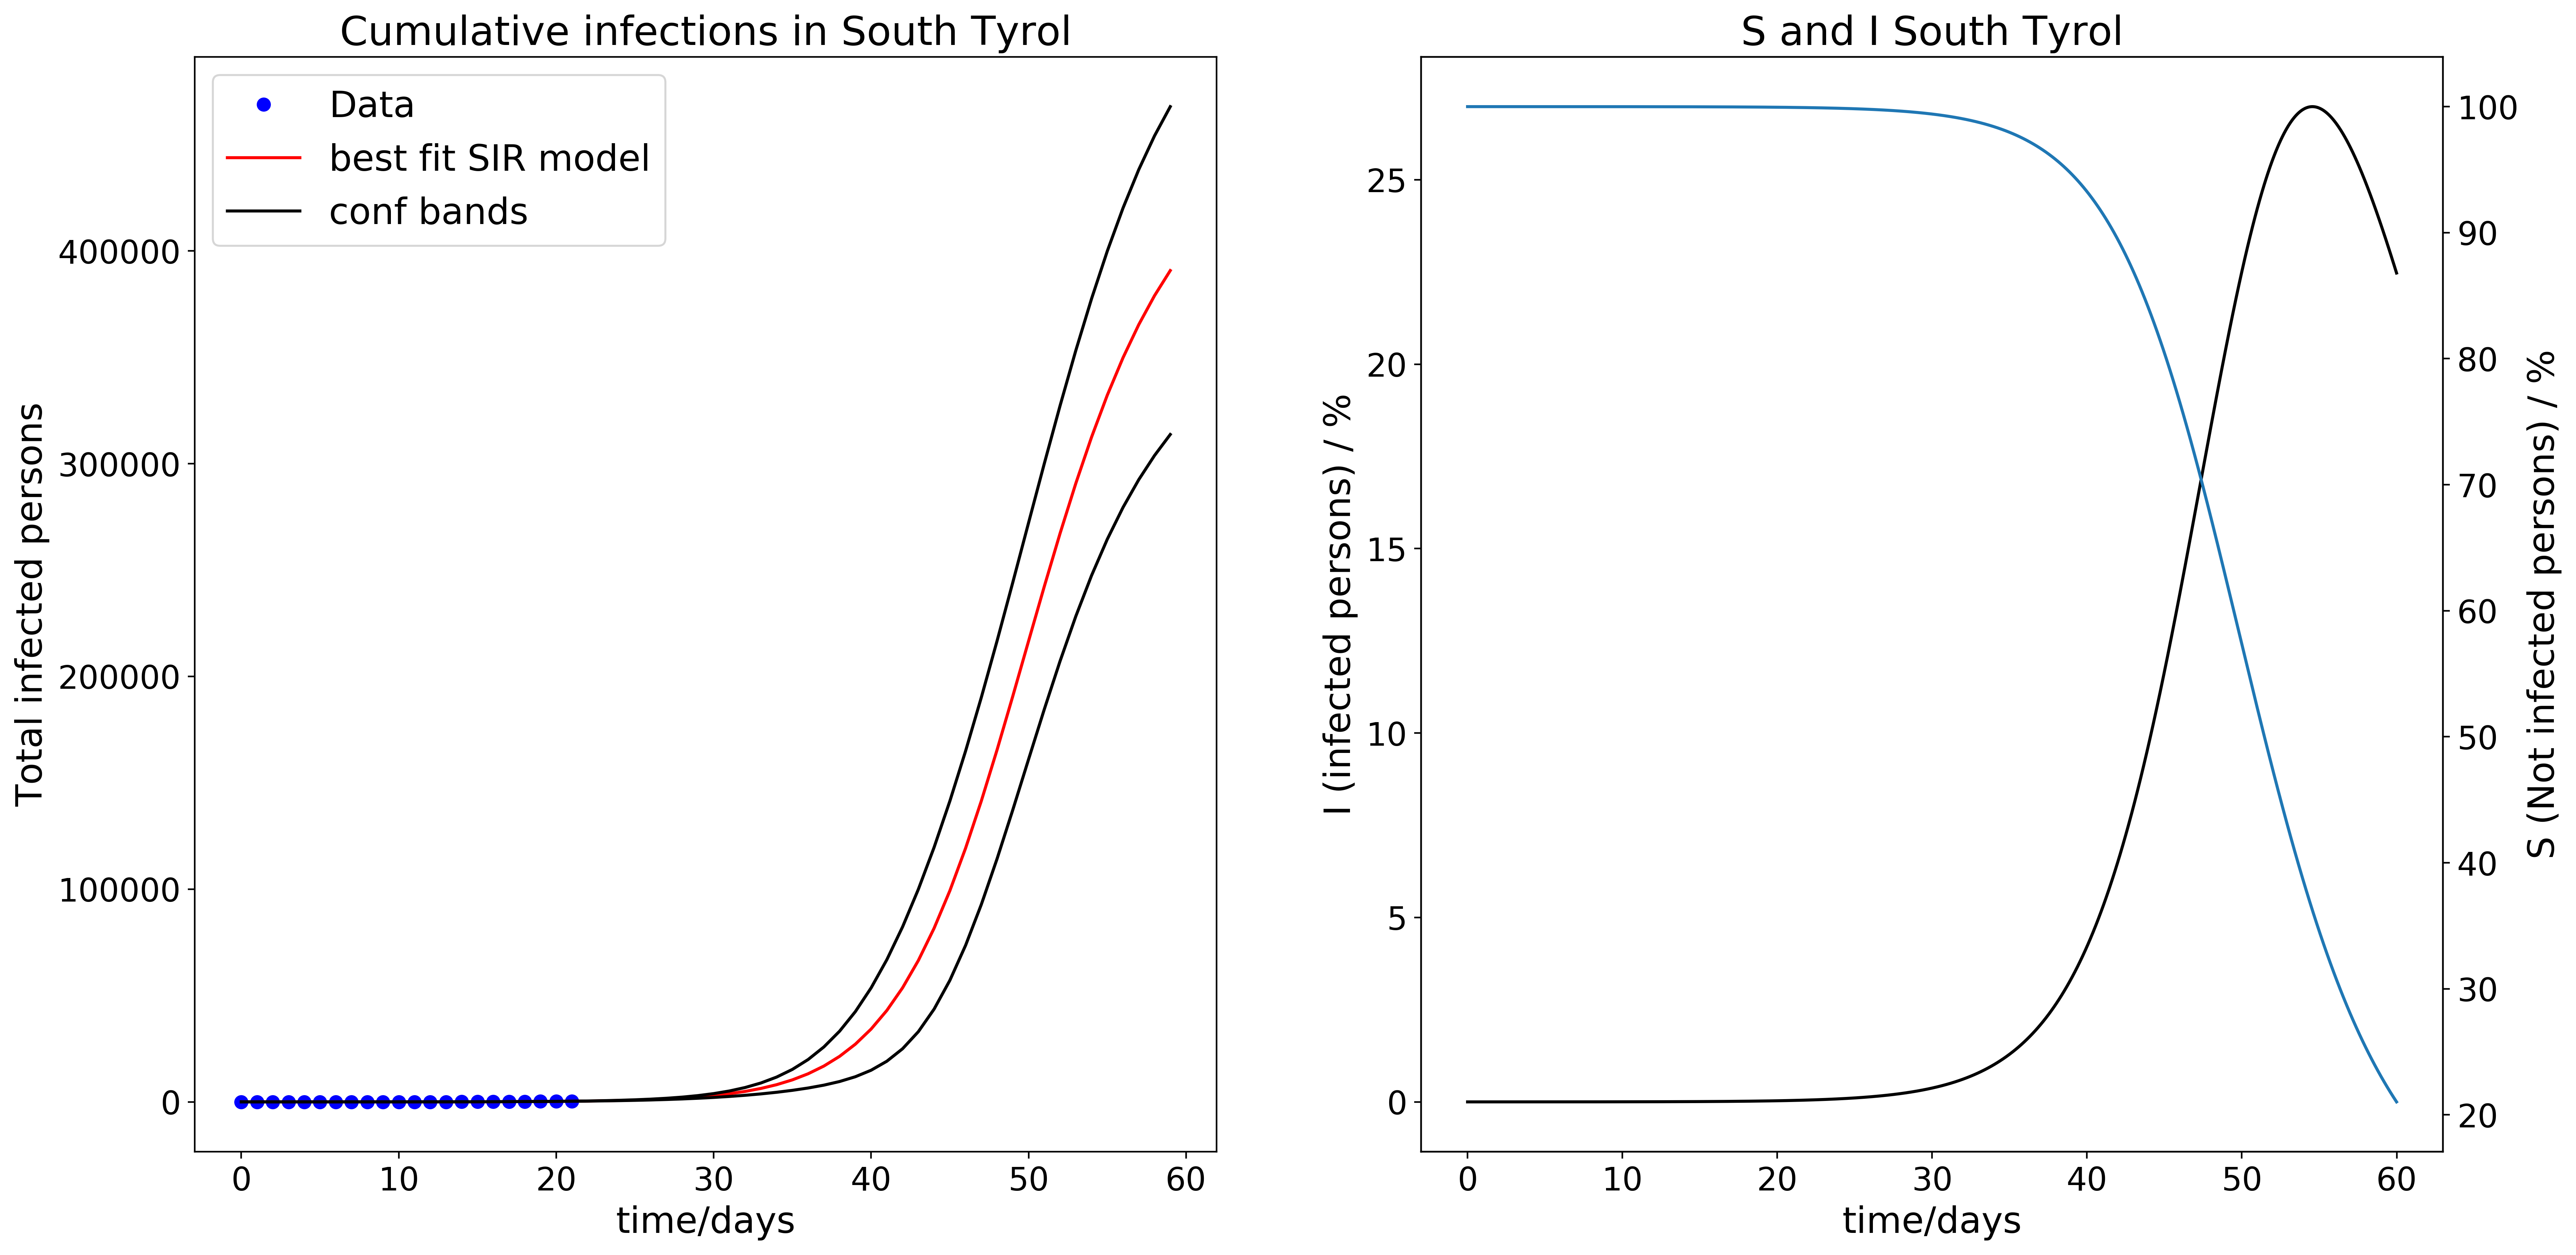 Cumulative infections in South Tyrol
Data
best fit SIR model
conf bands
Total infected persons
400000
300000
200000
100000
0
0 10 20 30 40 50 60
time/days
S and I South Tyrol
I (infected persons) / %
25
20
15
10
5
0
0 10 20 30 40 50 60
time/days
100
90
80
70
60
50
40
30
20
S (Not infected persons) / %